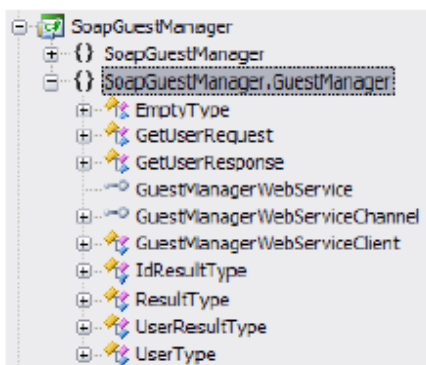 SoapGuestManager
{} SoapGuestManager
{} SoapGuestManager.GuestManager
EmptyType
GetUserRequest
GetUserResponse
GuestManagerWebService
GuestManagerWebServiceChannel
GuestManagerWebServiceClient
IdResultType
ResultType
UserResultType
UserType